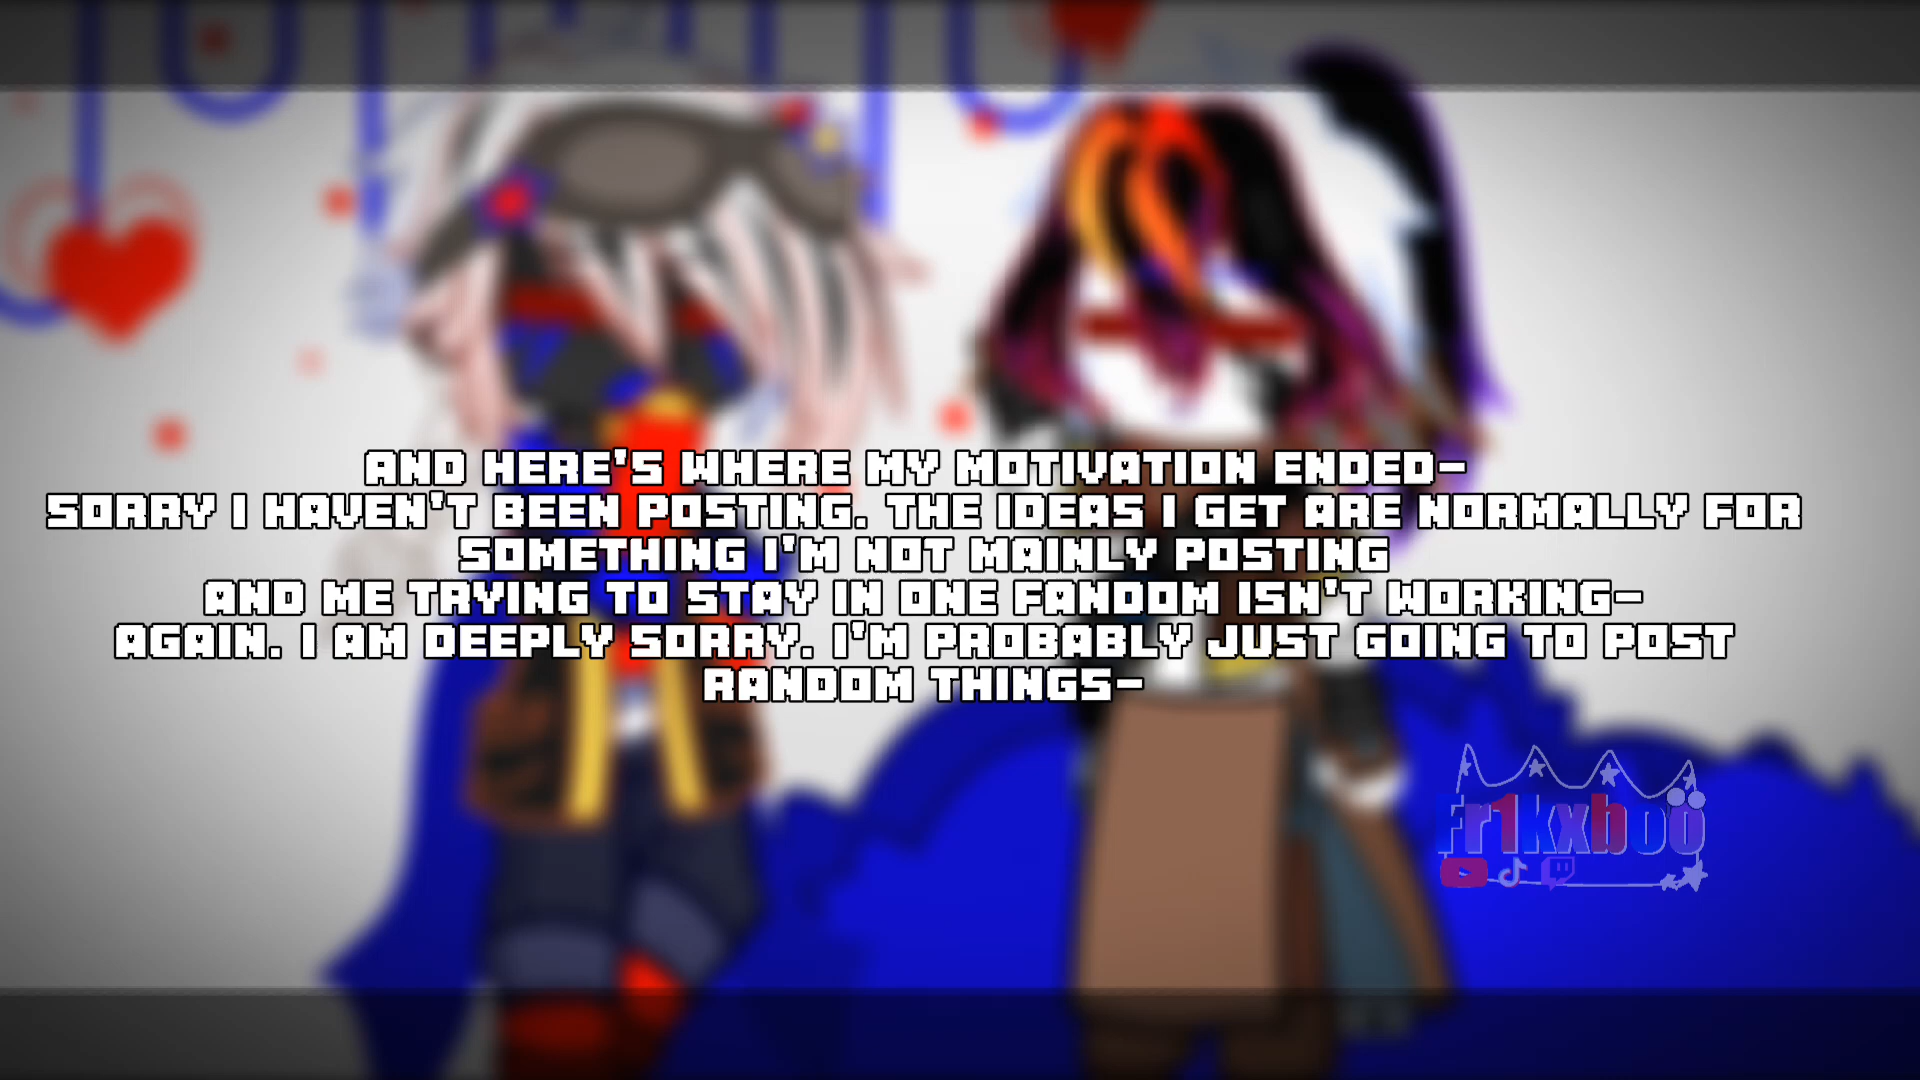 AND HERE'S WHERE MY MOTIVATION ENDED-
SORRY I HAVEN'T BEEN POSTING. THE IDEAS I GET ARE NORMALLY FOR
SOMETHING I'M NOT MAINLY POSTING
AND ME TRYING TO STAY IN ONE FANDOM ISN'T WORKING-
AGAIN. I AM DEEPLY SORRY. I'M PROBABLY JUST GOING TO POST
RANDOM THINGS-
Fr1kxboö